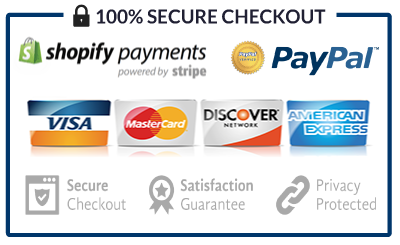 100% SECURE CHECKOUT
shopify payments
powered by stripe
PayPal™
VISA
MasterCard
DISCOVER
NETWORK
AMERICAN
EXPRESS
Secure
Checkout
Satisfaction
Guarantee
Privacy
Protected